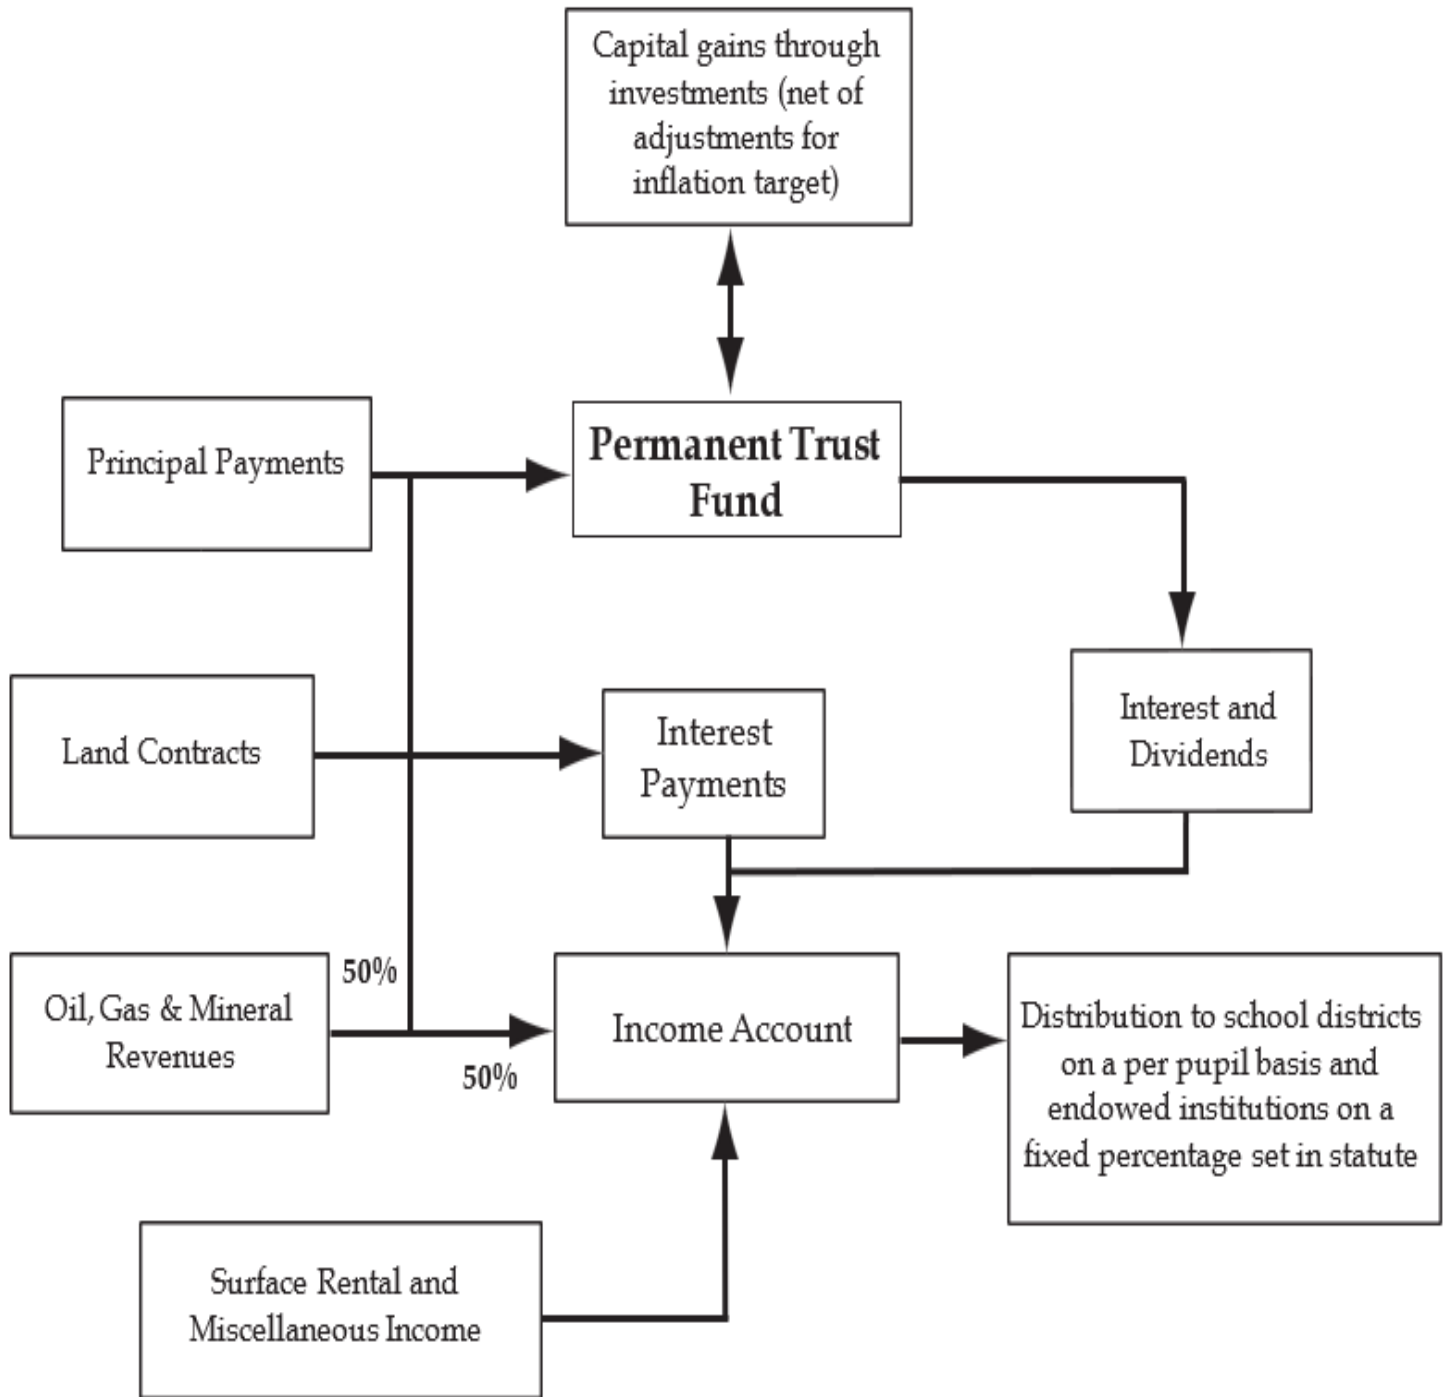 Capital gains through
investments (net of
adjustments for
inflation target)
Principal Payments
Permanent Trust
Fund
Land Contracts
Interest
Payments
Interest and
Dividends
50%
Oil, Gas & Mineral
Revenues
50%
Income Account
Distribution to school districts
on a per pupil basis and
endowed institutions on a
fixed percentage set in statute
Surface Rental and
Miscellaneous Income